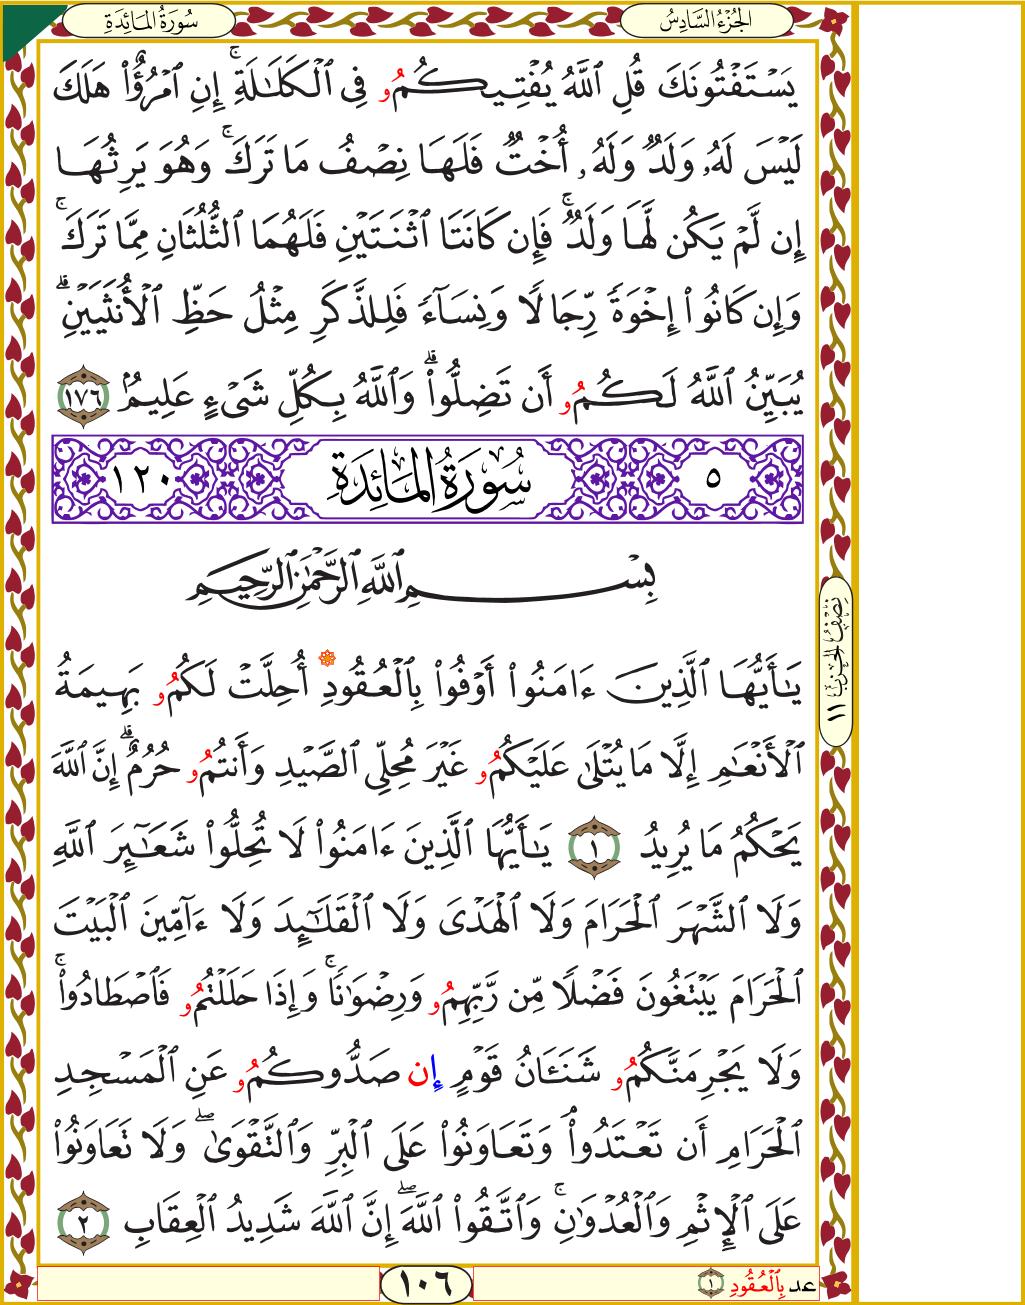 الجُزْءُ السَّادِسُ
سُورَةُ المَائِدَةِ
يَسْتَفْتُونَكَ قُلِ ٱللَّهُ يُفْتِيكُمُۥ فِى ٱلْكَلَٰلَةِۚ إِنِ ٱمْرُؤٌا۟ هَلَكَ
لَيْسَ لَهُۥ وَلَدٌ وَلَهُۥٓ أُخْتٌ فَلَهَا نِصْفُ مَا تَرَكَۚ وَهُوَ يَرِثُهَا
إِن لَّمْ يَكُن لَّهَا وَلَدٌۚ فَإِن كَانَتَا ٱثْنَتَيْنِ فَلَهُمَا ٱلثُّلُثَانِ مِمَّا تَرَكَۚ
وَإِن كَانُوا۟ إِخْوَةً رِّجَالًا وَنِسَآءً فَلِلذَّكَرِ مِثْلُ حَظِّ ٱلْأُنثَيَيْنِۗ
يُبَيِّنُ ٱللَّهُ لَكُمُۥ أَن تَضِلُّوا۟ۗ وَٱللَّهُ بِكُلِّ شَىْءٍ عَلِيمٌۢ ١٧٦
٥ سُورَةُ المَائِدَةِ ١٢٠
بِسْمِ ٱللَّهِ ٱلرَّحْمَٰنِ ٱلرَّحِيمِ
يَٰٓأَيُّهَا ٱلَّذِينَ ءَامَنُوا۟ أَوْفُوا۟ بِٱلْعُقُودِ ۞ أُحِلَّتْ لَكُمُۥ بَهِيمَةُ
ٱلْأَنْعَٰمِ إِلَّا مَا يُتْلَىٰ عَلَيْكُمُۥ غَيْرَ مُحِلِّى ٱلصَّيْدِ وَأَنتُمُۥ حُرُمٌۗ إِنَّ ٱللَّهَ
يَحْكُمُ مَا يُرِيدُ ١ يَٰٓأَيُّهَا ٱلَّذِينَ ءَامَنُوا۟ لَا تُحِلُّوا۟ شَعَٰٓئِرَ ٱللَّهِ
وَلَا ٱلشَّهْرَ ٱلْحَرَامَ وَلَا ٱلْهَدْىَ وَلَا ٱلْقَلَٰٓئِدَ وَلَآ ءَآمِّينَ ٱلْبَيْتَ
ٱلْحَرَامَ يَبْتَغُونَ فَضْلًا مِّن رَّبِّهِمُۥ وَرِضْوَٰنًاۚ وَإِذَا حَلَلْتُمُۥ فَٱصْطَادُوا۟ۚ
وَلَا يَجْرِمَنَّكُمُۥ شَنَـَٔانُ قَوْمٍ إِن صَدُّوكُمُۥ عَنِ ٱلْمَسْجِدِ
ٱلْحَرَامِ أَن تَعْتَدُوا۟ۘ وَتَعَاوَنُوا۟ عَلَى ٱلْبِرِّ وَٱلتَّقْوَىٰۖ وَلَا تَّعَاوَنُوا۟
عَلَى ٱلْإِثْمِ وَٱلْعُدْوَٰنِۚ وَٱتَّقُوا۟ ٱللَّهَۖ إِنَّ ٱللَّهَ شَدِيدُ ٱلْعِقَابِ ٢
نِصْفُ الحِزْبِ ١١
عد بِٱلْعُقُودِ ١
١٠٦